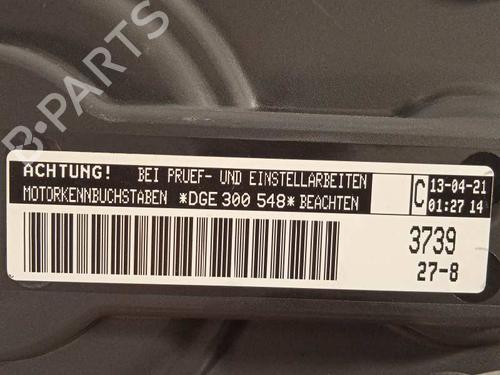 B-PARTS
ACHTUNG! BEI PRUEF- UND EINSTELLARBEITEN
MOTORKENNBUCHSTABEN *DGE 300 548* BEACHTEN
C
13-04-21
01:27 14
3739
27-8